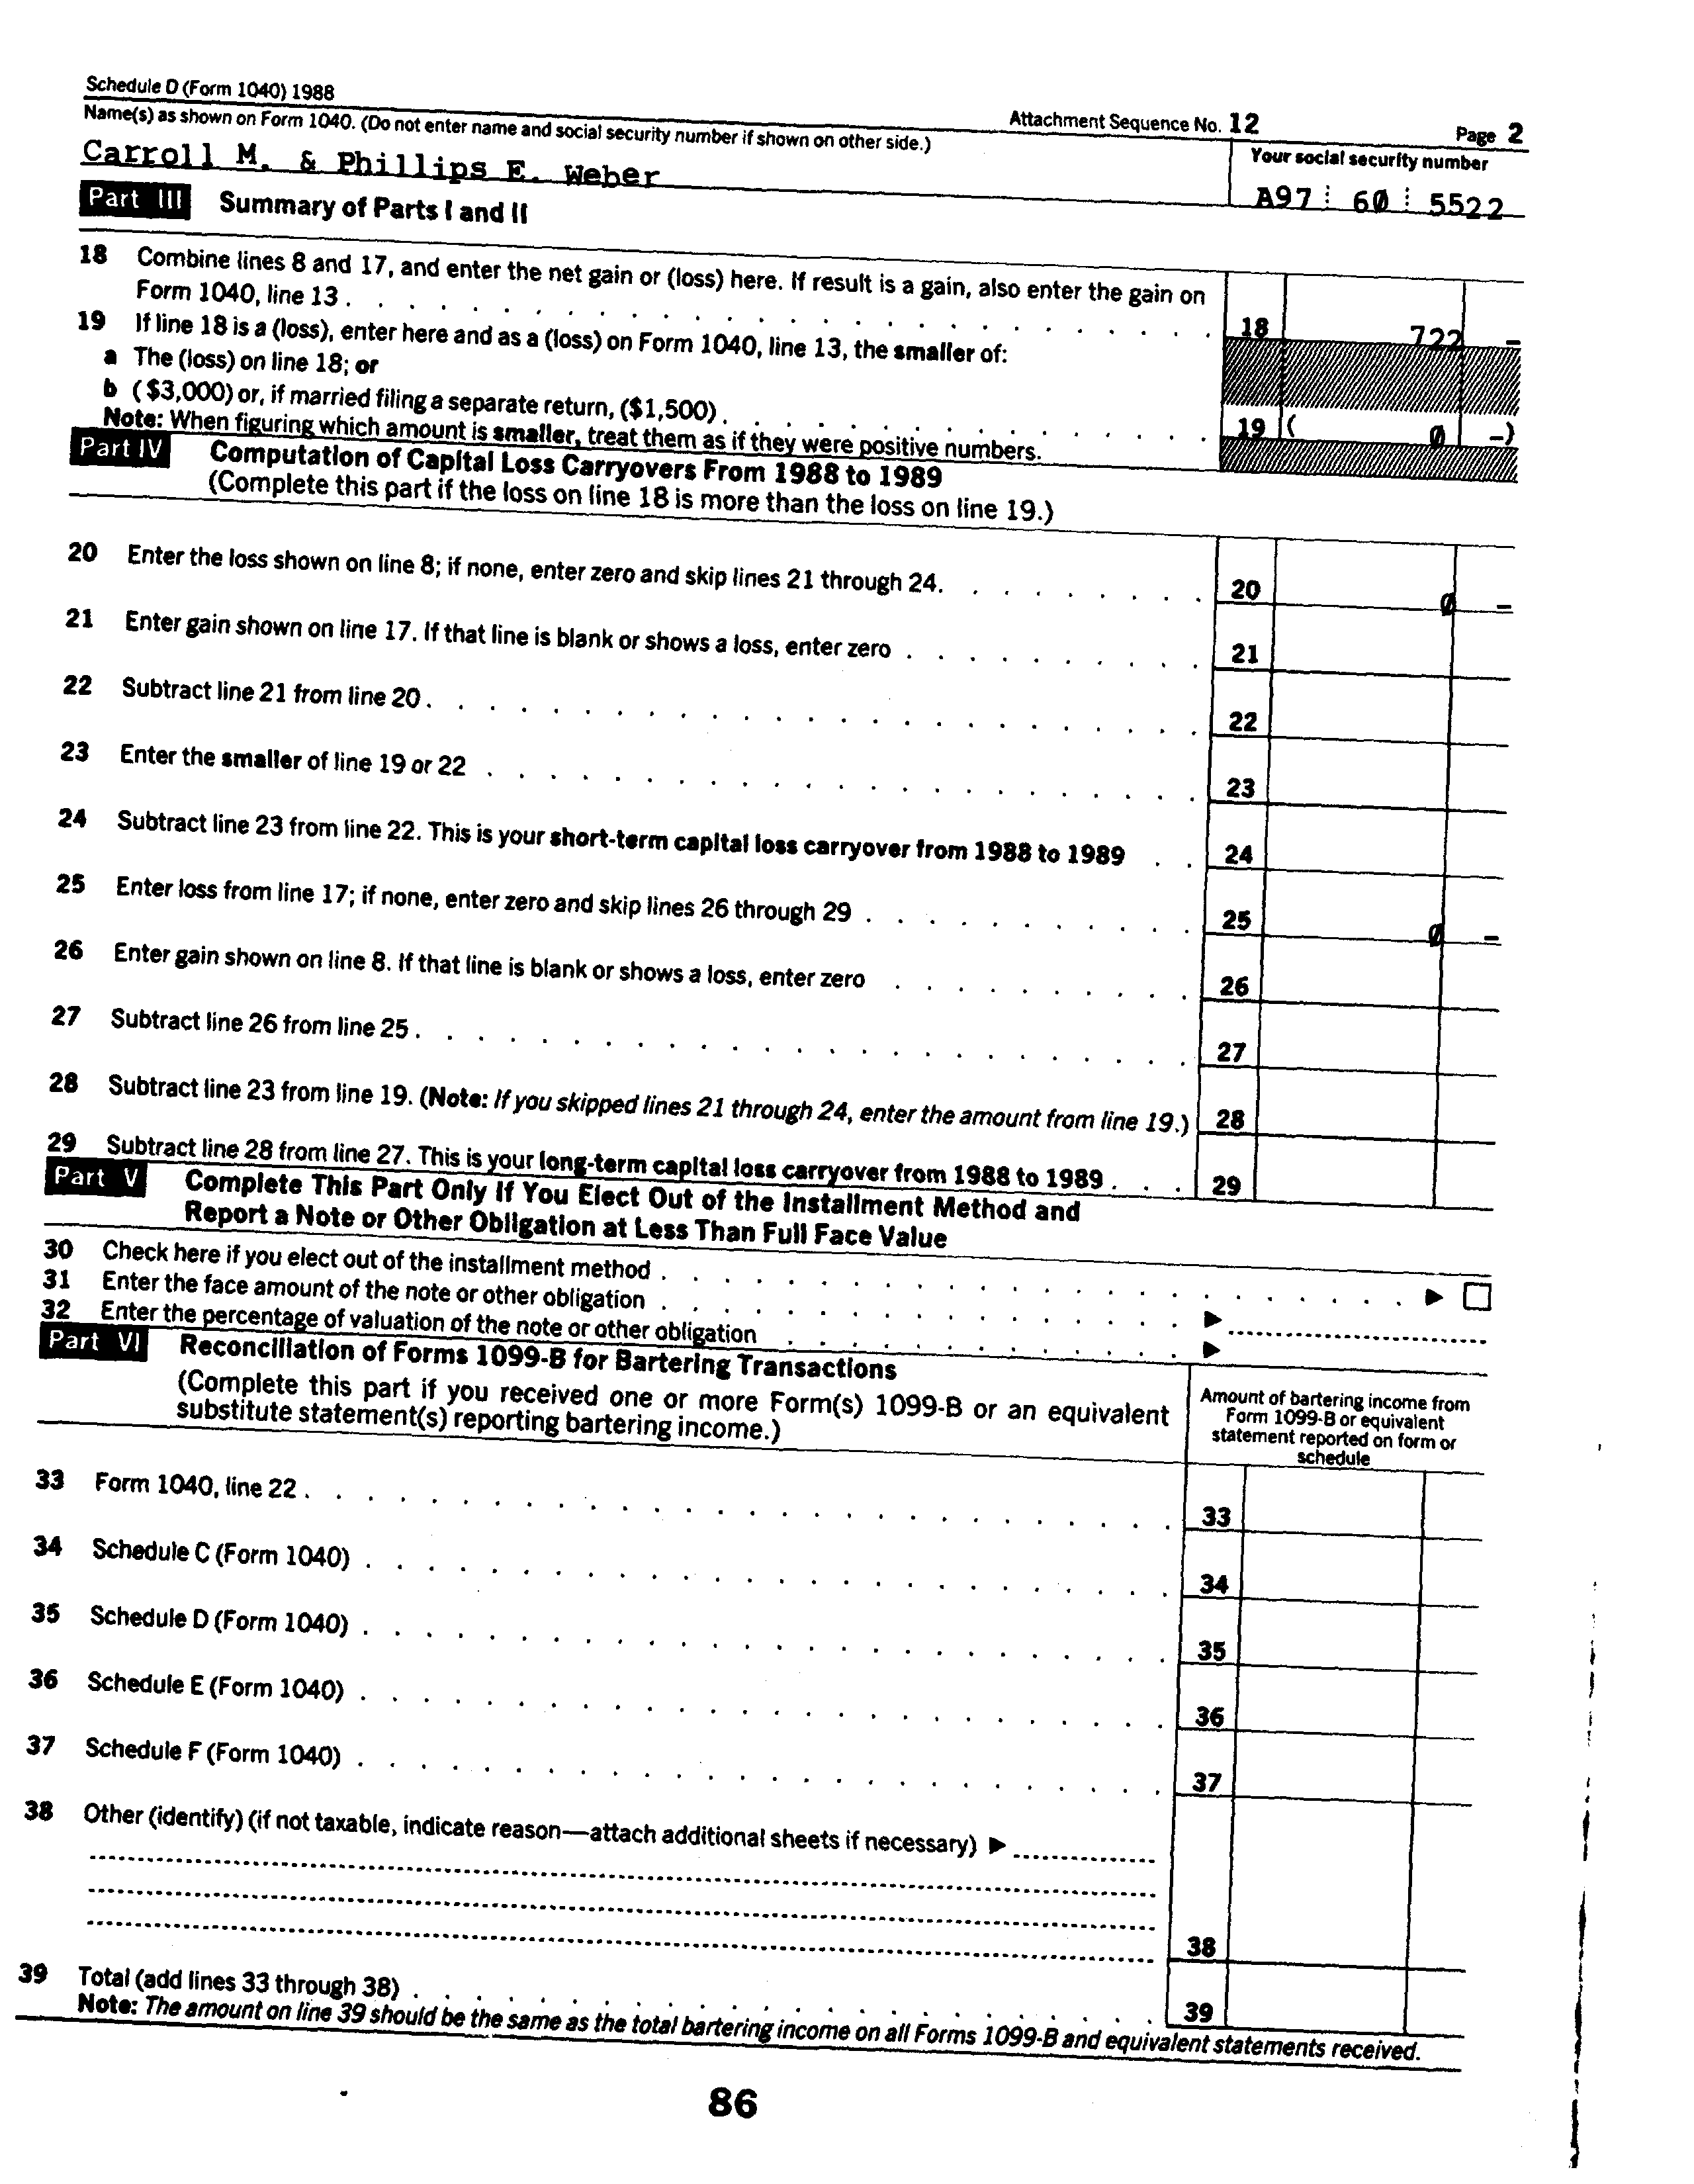 Schedule D (Form 1040) 1988
Attachment Sequence No. 12
Page 2
Name(s) as shown on Form 1040. (Do not enter name and social security number if shown on other side.)
Your social security number
Carroll M. & Phillips E. Weber
A97 60 5522
Part III Summary of Parts I and II
18 Combine lines 8 and 17, and enter the net gain or (loss) here. If result is a gain, also enter the gain on
Form 1040, line 13 . . . . . . . . . . . . . . . . . . . . . . . . . . . 18 722 –
19 If line 18 is a (loss), enter here and as a (loss) on Form 1040, line 13, the smaller of:
a The (loss) on line 18; or
b ($3,000) or, if married filing a separate return, ($1,500) . . . . . . . . . . . . . . . 19 ( 0 –)
Note: When figuring which amount is smaller, treat them as if they were positive numbers.
Part IV Computation of Capital Loss Carryovers From 1988 to 1989
(Complete this part if the loss on line 18 is more than the loss on line 19.)
20 Enter the loss shown on line 8; if none, enter zero and skip lines 21 through 24. . . . . . . . . 20 0 –
21 Enter gain shown on line 17. If that line is blank or shows a loss, enter zero . . . . . . . . . . 21
22 Subtract line 21 from line 20 . . . . . . . . . . . . . . . . . . . . . . . . 22
23 Enter the smaller of line 19 or 22 . . . . . . . . . . . . . . . . . . . . . . . 23
24 Subtract line 23 from line 22. This is your short-term capital loss carryover from 1988 to 1989 . . 24
25 Enter loss from line 17; if none, enter zero and skip lines 26 through 29 . . . . . . . . . . . 25 0 –
26 Enter gain shown on line 8. If that line is blank or shows a loss, enter zero . . . . . . . . . . 26
27 Subtract line 26 from line 25 . . . . . . . . . . . . . . . . . . . . . . . . 27
28 Subtract line 23 from line 19. (Note: If you skipped lines 21 through 24, enter the amount from line 19.) 28
29 Subtract line 28 from line 27. This is your long-term capital loss carryover from 1988 to 1989 . . . 29
Part V Complete This Part Only If You Elect Out of the Installment Method and
Report a Note or Other Obligation at Less Than Full Face Value
30 Check here if you elect out of the installment method . . . . . . . . . . . . . . . . . . . . . . . ▶ □
31 Enter the face amount of the note or other obligation . . . . . . . . . . . . . . . . . ▶
32 Enter the percentage of valuation of the note or other obligation . . . . . . . . . . . . . ▶
Part VI Reconciliation of Forms 1099-B for Bartering Transactions
(Complete this part if you received one or more Form(s) 1099-B or an equivalent
substitute statement(s) reporting bartering income.)
Amount of bartering income from
Form 1099-B or equivalent
statement reported on form or
schedule
33 Form 1040, line 22 . . . . . . . . . . . . . . . . . . . . . . . . . . . 33
34 Schedule C (Form 1040) . . . . . . . . . . . . . . . . . . . . . . . . . . 34
35 Schedule D (Form 1040) . . . . . . . . . . . . . . . . . . . . . . . . . . 35
36 Schedule E (Form 1040) . . . . . . . . . . . . . . . . . . . . . . . . . . 36
37 Schedule F (Form 1040) . . . . . . . . . . . . . . . . . . . . . . . . . . 37
38 Other (identify) (if not taxable, indicate reason—attach additional sheets if necessary) ▶
38
39 Total (add lines 33 through 38) . . . . . . . . . . . . . . . . . . . . . . . . 39
Note: The amount on line 39 should be the same as the total bartering income on all Forms 1099-B and equivalent statements received.
86